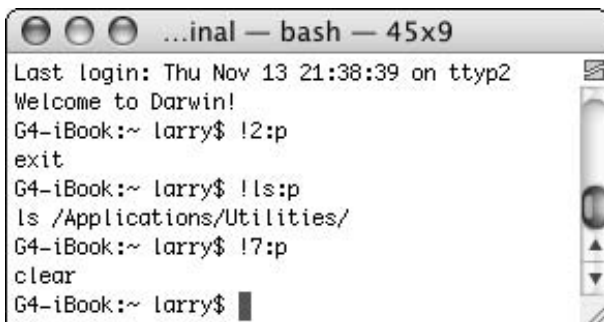 ...inal — bash — 45x9
Last login: Thu Nov 13 21:38:39 on ttyp2
Welcome to Darwin!
G4-iBook:~ larry$ !2:p
exit
G4-iBook:~ larry$ !ls:p
ls /Applications/Utilities/
G4-iBook:~ larry$ !7:p
clear
G4-iBook:~ larry$